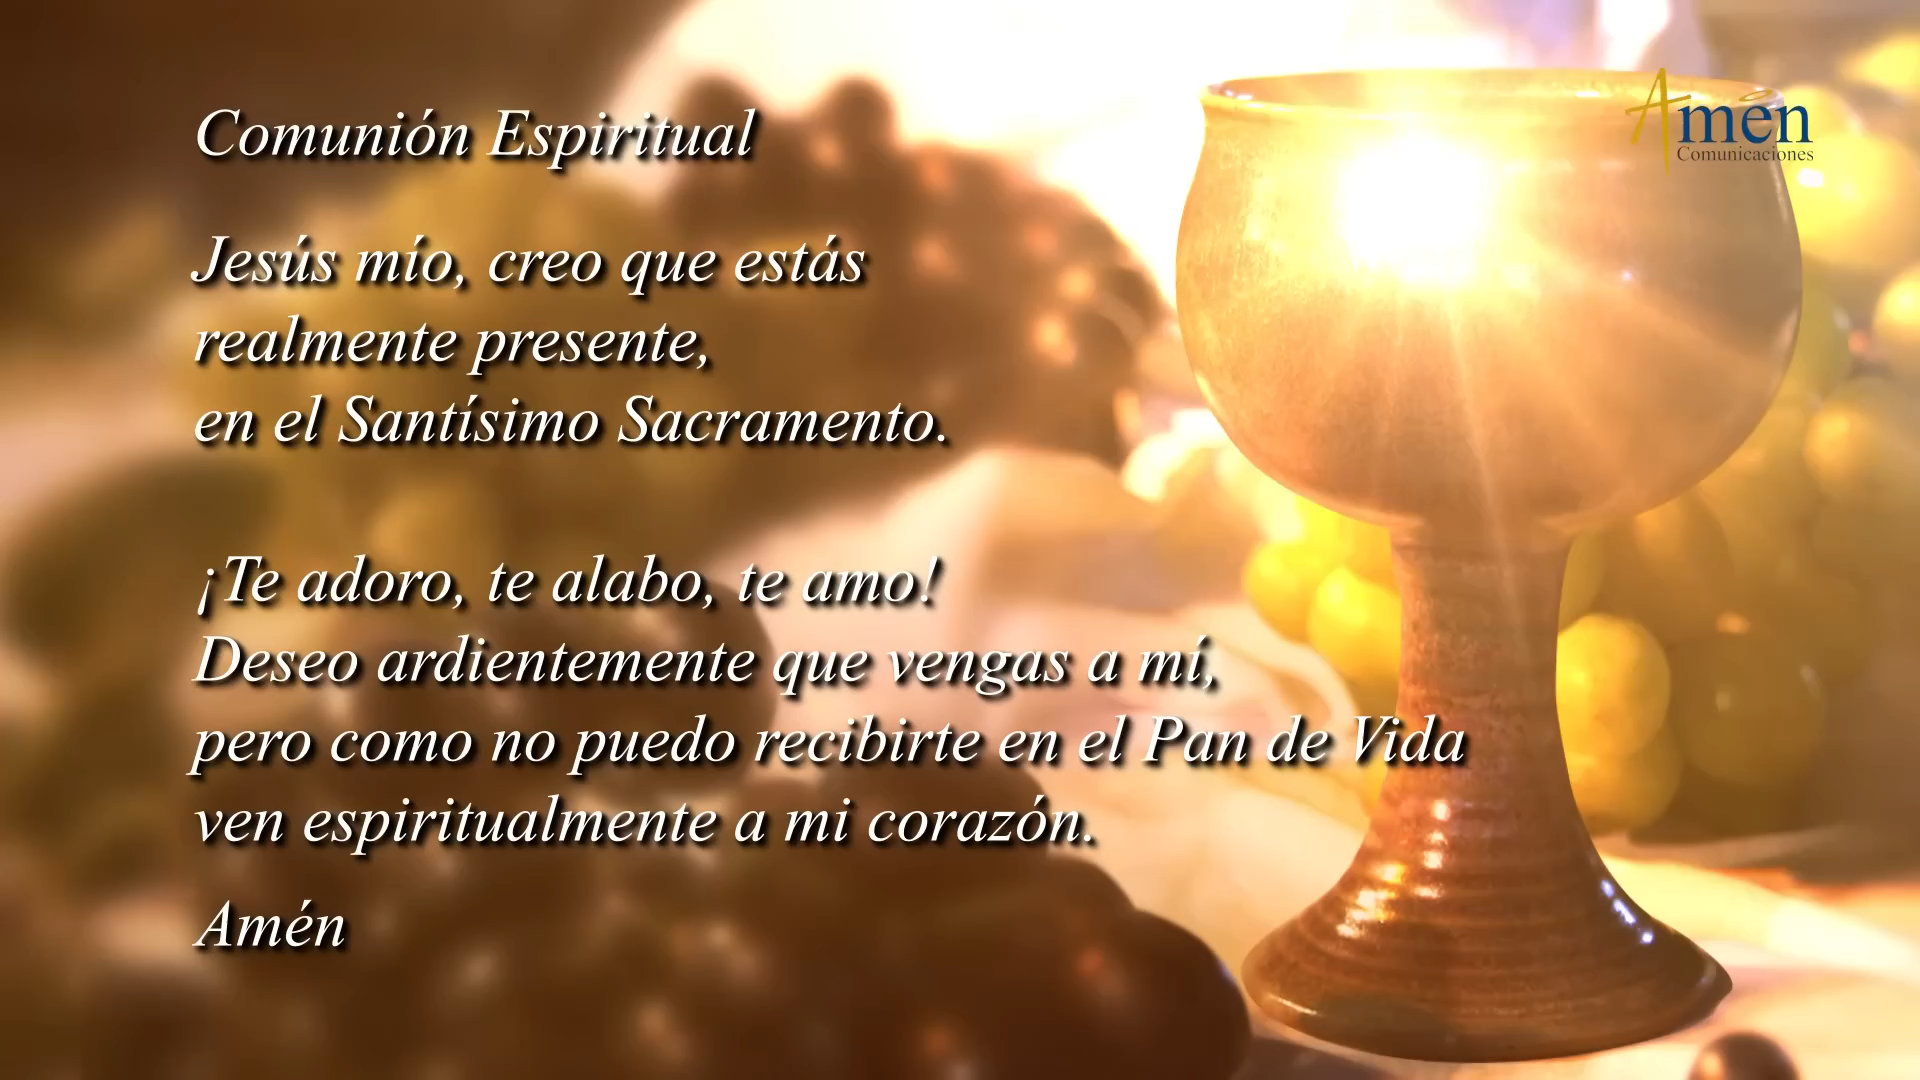 Comunión Espiritual
Jesús mío, creo que estás
realmente presente,
en el Santísimo Sacramento.
¡Te adoro, te alabo, te amo!
Deseo ardientemente que vengas a mí,
pero como no puedo recibirte en el Pan de Vida
ven espiritualmente a mi corazón.
Amén
Amén
Comunicaciones